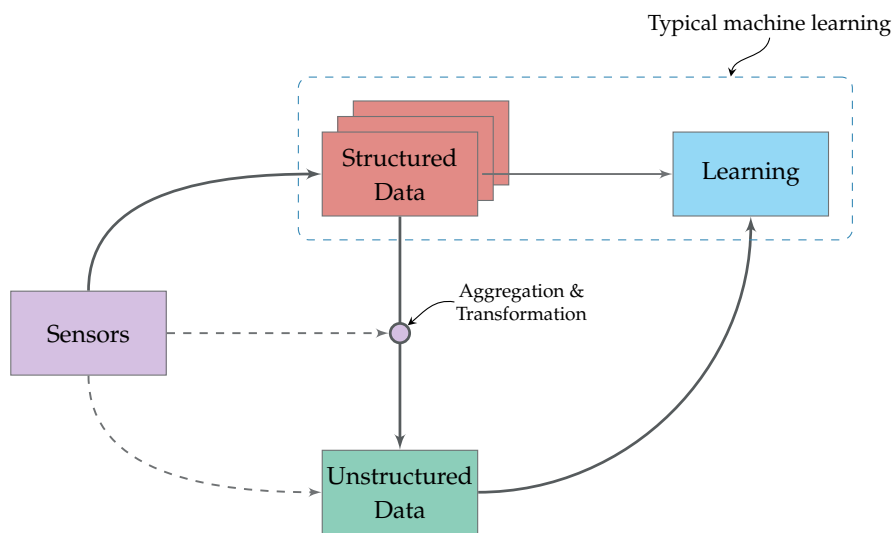 Typical machine learning
Structured
Data
Learning
Aggregation &
Transformation
Sensors
Unstructured
Data